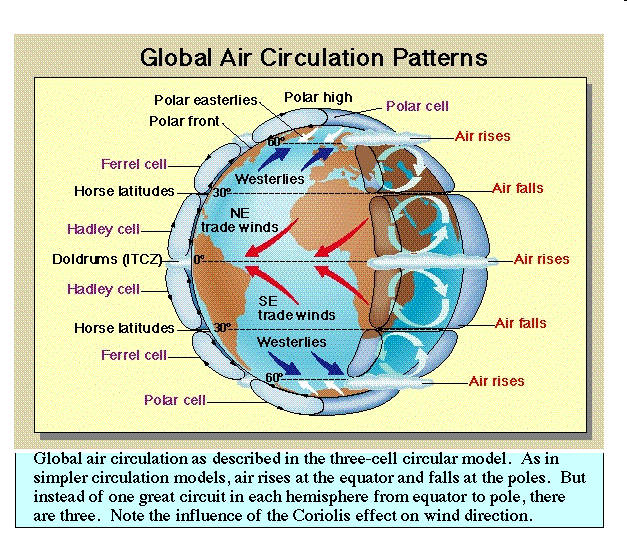 Global Air Circulation Patterns
Polar easterlies
Polar high
Polar cell
Polar front
Air rises
60°
Ferrel cell
Westerlies
Horse latitudes
30°
Air falls
NE
trade winds
Hadley cell
Doldrums (ITCZ)
0°
Air rises
Hadley cell
SE
trade winds
Horse latitudes
30°
Air falls
Westerlies
Ferrel cell
60°
Air rises
Polar cell
Global air circulation as described in the three-cell circular model. As in
simpler circulation models, air rises at the equator and falls at the poles. But
instead of one great circuit in each hemisphere from equator to pole, there
are three. Note the influence of the Coriolis effect on wind direction.